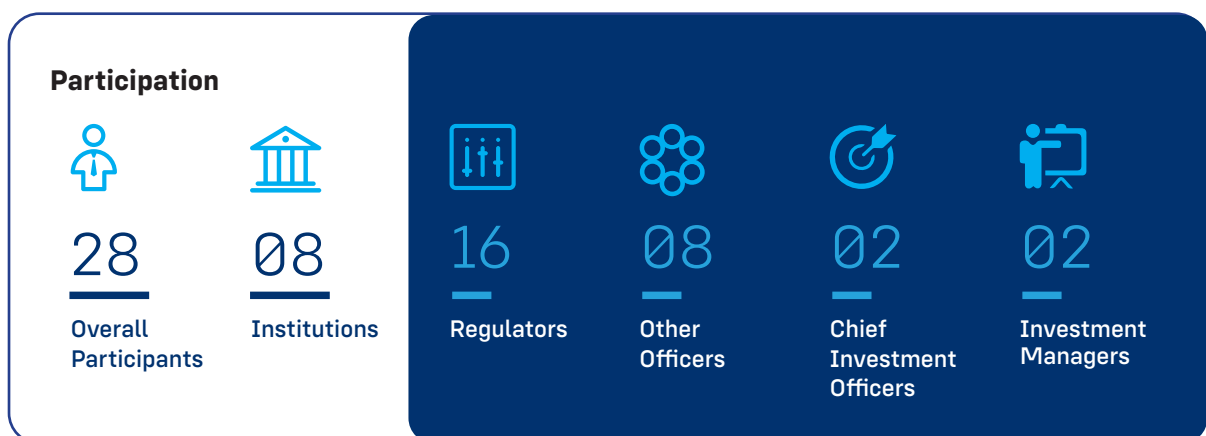 Participation
28
Overall
Participants
08
Institutions
16
Regulators
08
Other
Officers
02
Chief
Investment
Officers
02
Investment
Managers